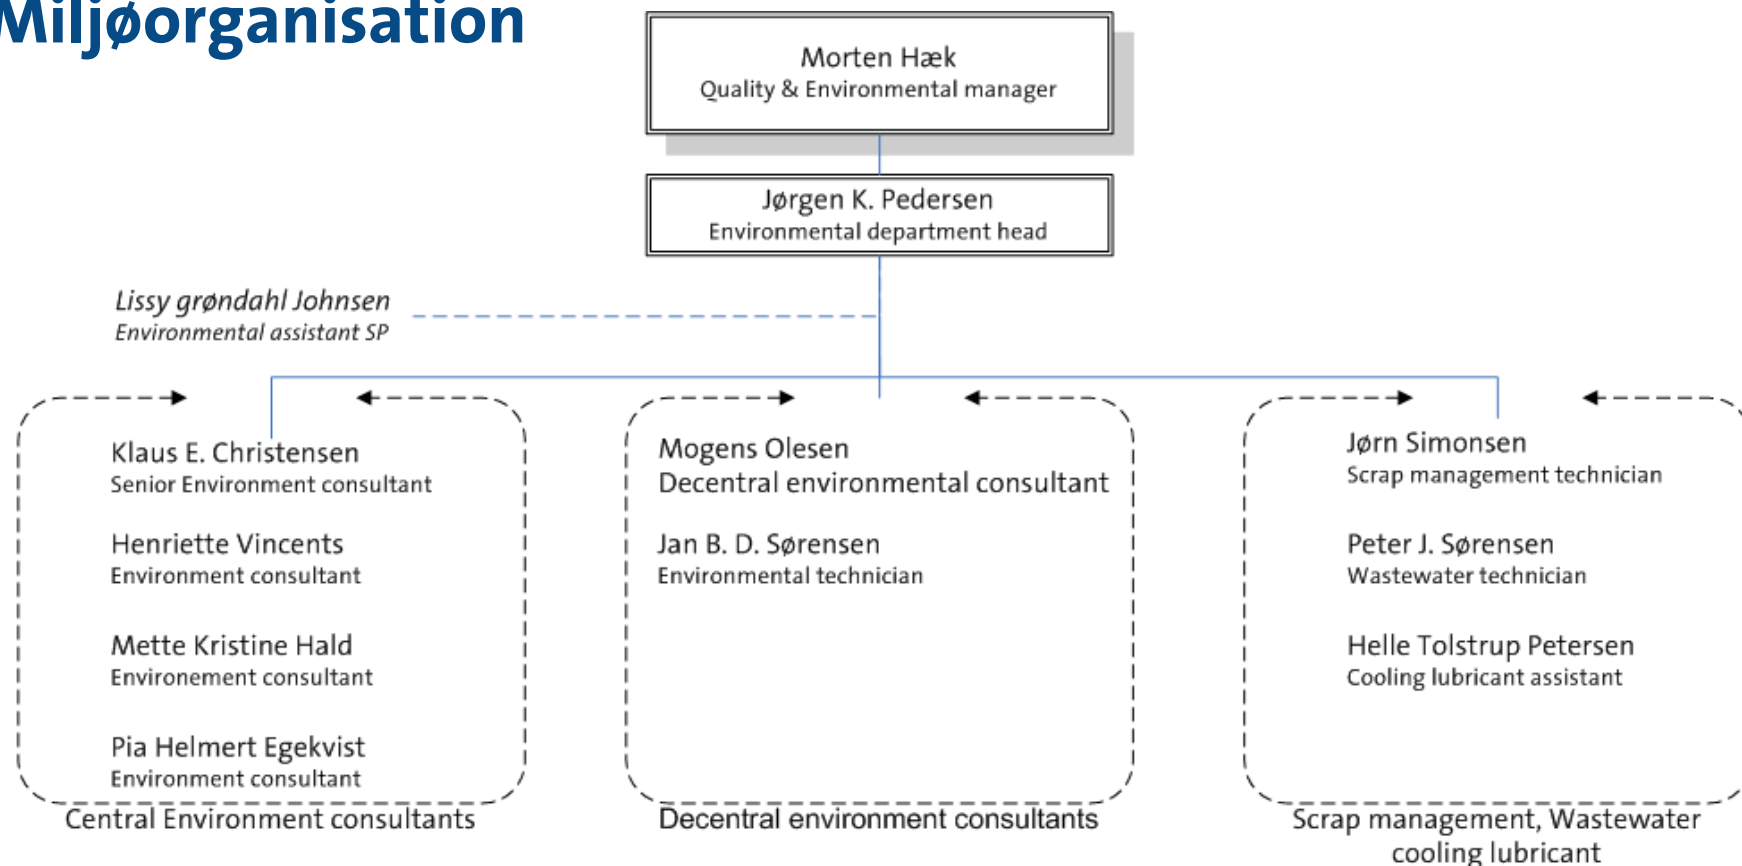 Miljøorganisation
Morten Hæk
Quality & Environmental manager
Jørgen K. Pedersen
Environmental department head
Lissy grøndahl Johnsen
Environmental assistant SP
Klaus E. Christensen
Senior Environment consultant
Henriette Vincents
Environment consultant
Mette Kristine Hald
Environement consultant
Pia Helmert Egekvist
Environment consultant
Central Environment consultants
Mogens Olesen
Decentral environmental consultant
Jan B. D. Sørensen
Environmental technician
Decentral environment consultants
Jørn Simonsen
Scrap management technician
Peter J. Sørensen
Wastewater technician
Helle Tolstrup Petersen
Cooling lubricant assistant
Scrap management, Wastewater
cooling lubricant